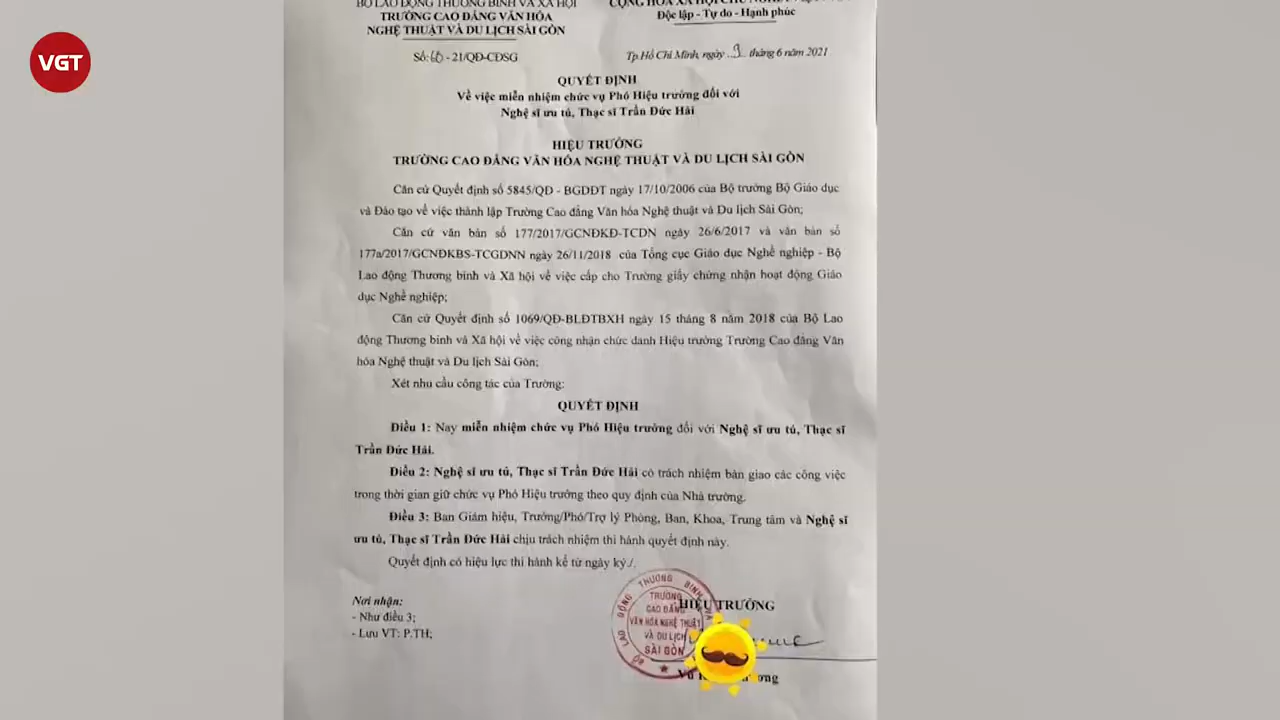 VGT
BỘ LAO ĐỘNG THƯƠNG BINH VÀ XÃ HỘI
TRƯỜNG CAO ĐẲNG VĂN HÓA
NGHỆ THUẬT VÀ DU LỊCH SÀI GÒN
Độc lập - Tự do - Hạnh phúc
Số: 60 - 21/QĐ-CĐSG
Tp.Hồ Chí Minh, ngày 9 tháng 6 năm 2021
QUYẾT ĐỊNH
Về việc miễn nhiệm chức vụ Phó Hiệu trưởng đối với
Nghệ sĩ ưu tú, Thạc sĩ Trần Đức Hải
HIỆU TRƯỞNG
TRƯỜNG CAO ĐẲNG VĂN HÓA NGHỆ THUẬT VÀ DU LỊCH SÀI GÒN
Căn cứ Quyết định số 5845/QĐ - BGDĐT ngày 17/10/2006 của Bộ trưởng Bộ Giáo dục
và Đào tạo về việc thành lập Trường Cao đẳng Văn hóa Nghệ thuật và Du lịch Sài Gòn;
Căn cứ văn bản số 177/2017/GCNĐKĐ-TCDN ngày 26/6/2017 và văn bản số
177a/2017/GCNĐKBS-TCGDNN ngày 26/11/2018 của Tổng cục Giáo dục Nghề nghiệp - Bộ
Lao động Thương binh và Xã hội về việc cấp cho Trường giấy chứng nhận hoạt động Giáo
dục Nghề nghiệp;
Căn cứ Quyết định số 1069/QĐ-BLĐTBXH ngày 15 tháng 8 năm 2018 của Bộ Lao
động Thương binh và Xã hội về việc công nhận chức danh Hiệu trưởng Trường Cao đẳng Văn
hóa Nghệ thuật và Du lịch Sài Gòn;
Xét nhu cầu công tác của Trường:
QUYẾT ĐỊNH
Điều 1: Nay miễn nhiệm chức vụ Phó Hiệu trưởng đối với Nghệ sĩ ưu tú, Thạc sĩ
Trần Đức Hải.
Điều 2: Nghệ sĩ ưu tú, Thạc sĩ Trần Đức Hải có trách nhiệm bàn giao các công việc
trong thời gian giữ chức vụ Phó Hiệu trưởng theo quy định của Nhà trường.
Điều 3: Ban Giám hiệu, Trưởng/Phó/Trợ lý Phòng, Ban, Khoa, Trung tâm và Nghệ sĩ
ưu tú, Thạc sĩ Trần Đức Hải chịu trách nhiệm thi hành quyết định này.
Quyết định có hiệu lực thi hành kể từ ngày ký./.
Nơi nhận:
- Như điều 3;
- Lưu VT: P.TH;
HIỆU TRƯỞNG
BỘ LAO ĐỘNG THƯƠNG BINH VÀ
TRƯỜNG
CAO ĐẲNG
VĂN HÓA NGHỆ THUẬT
VÀ DU LỊCH
SÀI GÒN